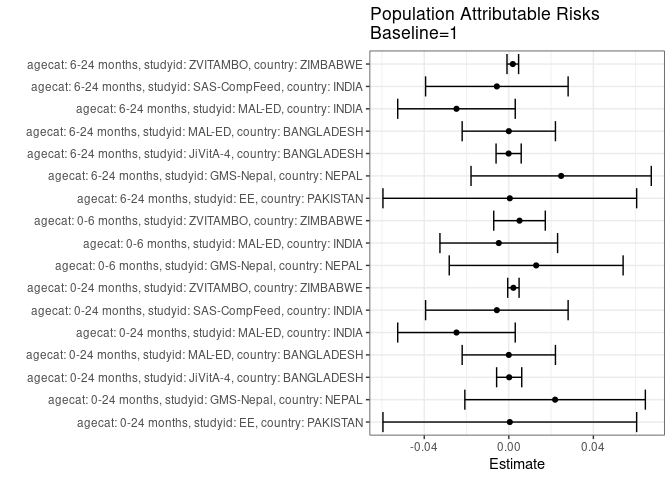 Population Attributable Risks
Baseline=1
agecat: 6-24 months, studyid: ZVITAMBO, country: ZIMBABWE
agecat: 6-24 months, studyid: SAS-CompFeed, country: INDIA
agecat: 6-24 months, studyid: MAL-ED, country: INDIA
agecat: 6-24 months, studyid: MAL-ED, country: BANGLADESH
agecat: 6-24 months, studyid: JiVitA-4, country: BANGLADESH
agecat: 6-24 months, studyid: GMS-Nepal, country: NEPAL
agecat: 6-24 months, studyid: EE, country: PAKISTAN
agecat: 0-6 months, studyid: ZVITAMBO, country: ZIMBABWE
agecat: 0-6 months, studyid: MAL-ED, country: INDIA
agecat: 0-6 months, studyid: GMS-Nepal, country: NEPAL
agecat: 0-24 months, studyid: ZVITAMBO, country: ZIMBABWE
agecat: 0-24 months, studyid: SAS-CompFeed, country: INDIA
agecat: 0-24 months, studyid: MAL-ED, country: INDIA
agecat: 0-24 months, studyid: MAL-ED, country: BANGLADESH
agecat: 0-24 months, studyid: JiVitA-4, country: BANGLADESH
agecat: 0-24 months, studyid: GMS-Nepal, country: NEPAL
agecat: 0-24 months, studyid: EE, country: PAKISTAN
-0.04 0.00 0.04
Estimate